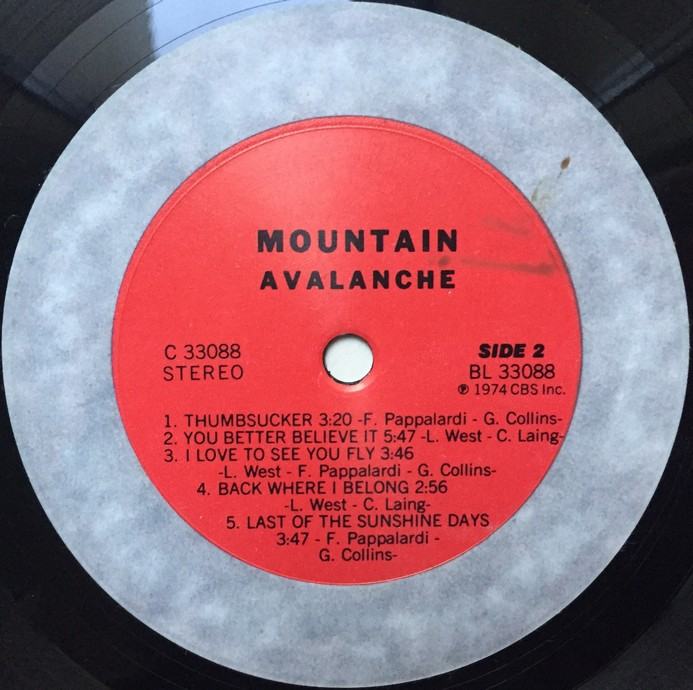 MOUNTAIN
AVALANCHE
C 33088
STEREO
SIDE 2
BL 33088
℗ 1974 CBS Inc.
1. THUMBSUCKER 3:20 -F. Pappalardi - G. Collins-
2. YOU BETTER BELIEVE IT 5:47 -L. West - C. Laing-
3. I LOVE TO SEE YOU FLY 3:46
-L. West - F. Pappalardi - G. Collins-
4. BACK WHERE I BELONG 2:56
-L. West - C. Laing-
5. LAST OF THE SUNSHINE DAYS
3:47 - F. Pappalardi -
G. Collins-